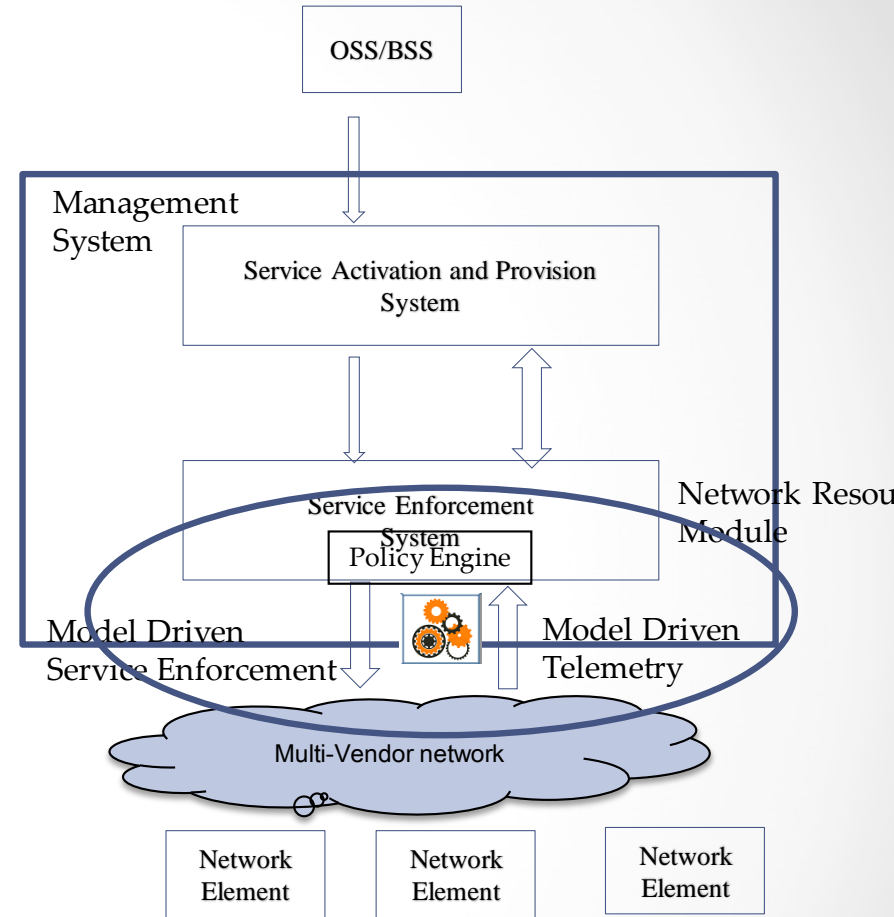 OSS/BSS
Management
System
Service Activation and Provision
System
Service Enforcement
System
Policy Engine
Network Resou
Module
Model Driven
Service Enforcement
Model Driven
Telemetry
Multi-Vendor network
Network
Element
Network
Element
Network
Element